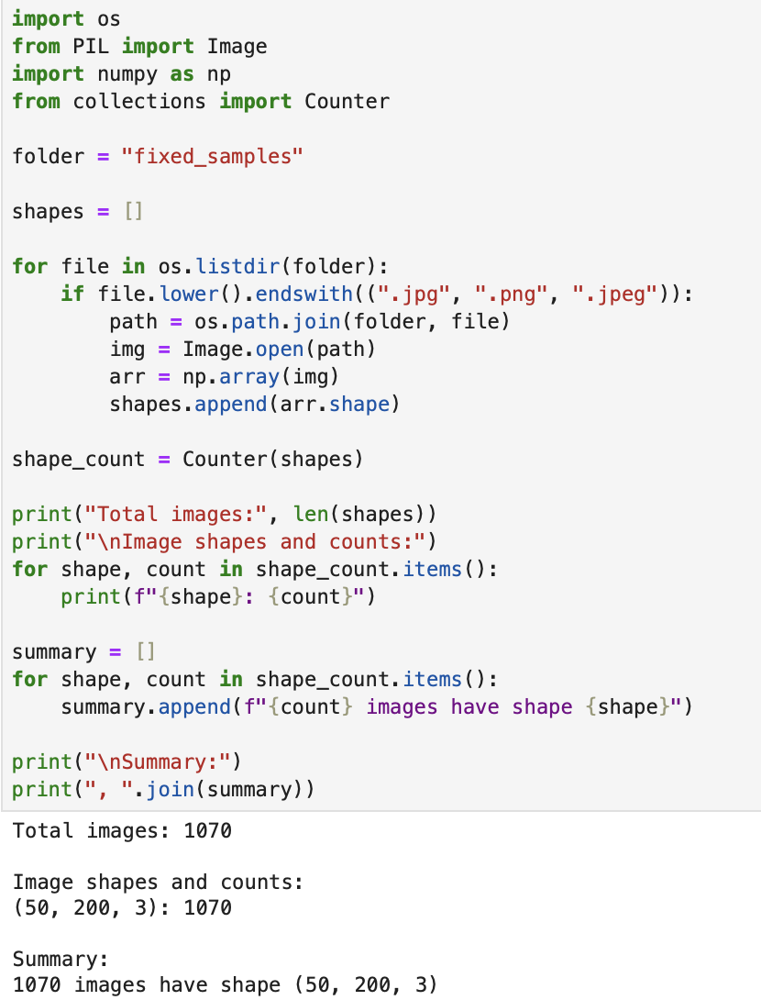 import os
from PIL import Image
import numpy as np
from collections import Counter

folder = "fixed_samples"

shapes = []

for file in os.listdir(folder):
    if file.lower().endswith((".jpg", ".png", ".jpeg")):
        path = os.path.join(folder, file)
        img = Image.open(path)
        arr = np.array(img)
        shapes.append(arr.shape)

shape_count = Counter(shapes)

print("Total images:", len(shapes))
print("\nImage shapes and counts:")
for shape, count in shape_count.items():
    print(f"{shape}: {count}")

summary = []
for shape, count in shape_count.items():
    summary.append(f"{count} images have shape {shape}")

print("\nSummary:")
print(", ".join(summary))
Total images: 1070

Image shapes and counts:
(50, 200, 3): 1070

Summary:
1070 images have shape (50, 200, 3)